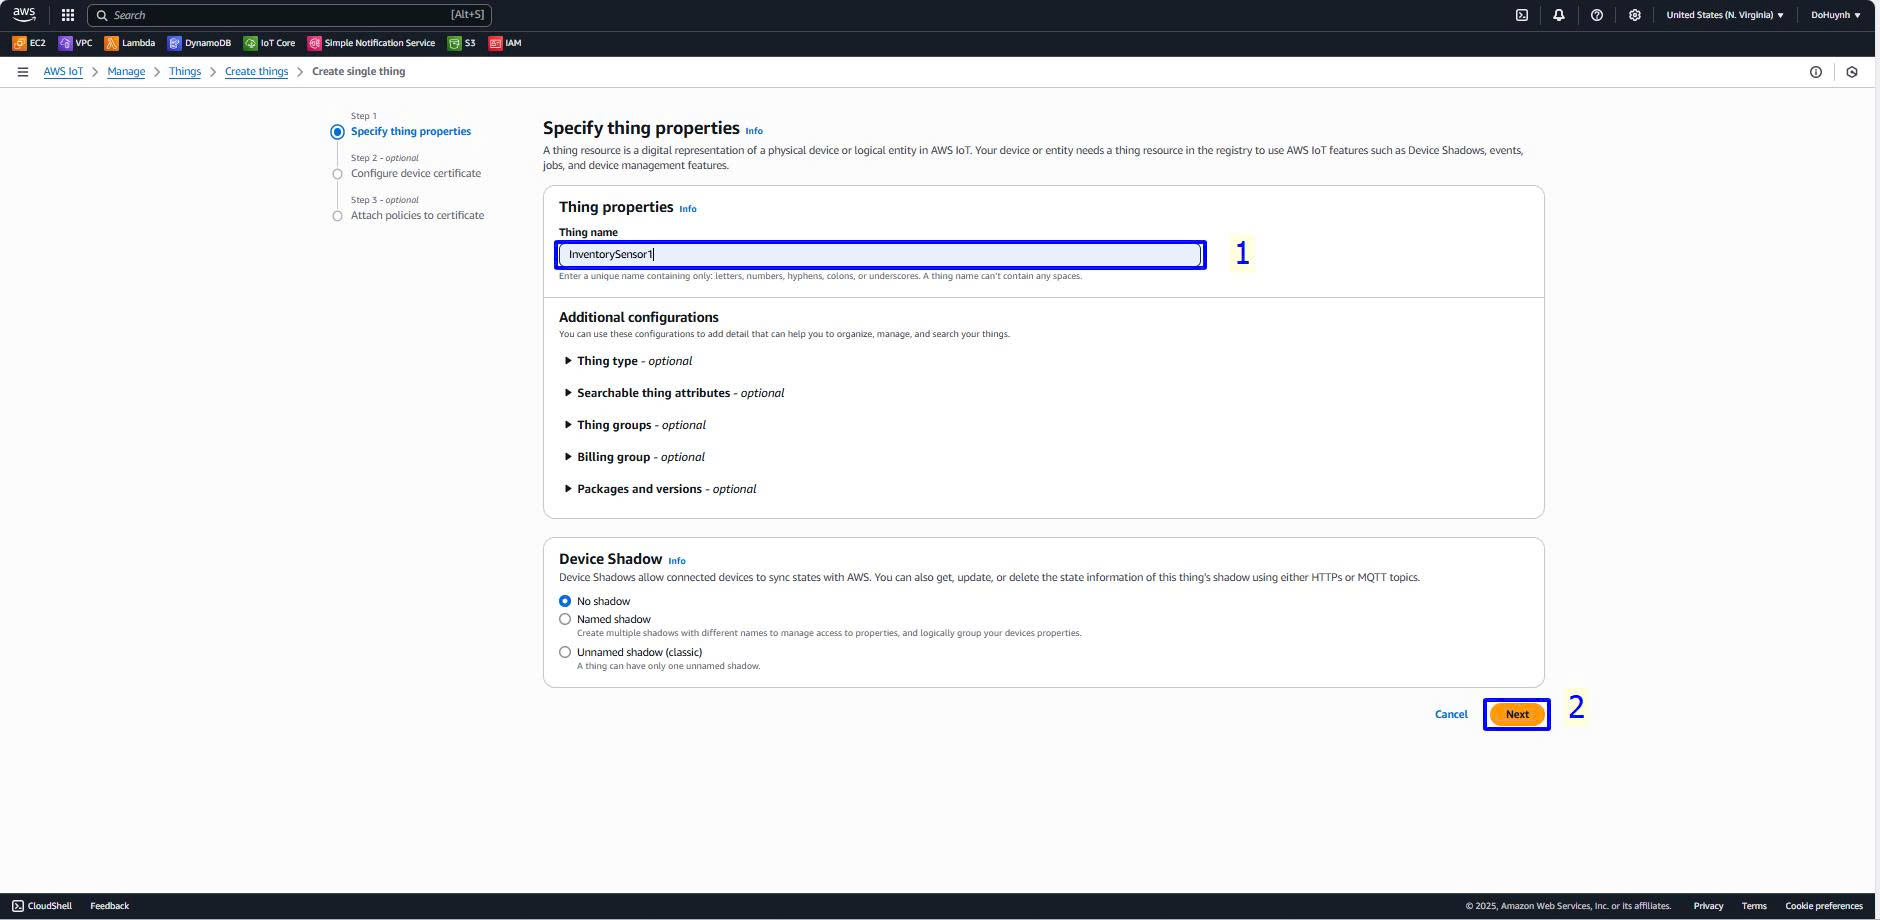 aws
Search
[Alt+S]
United States (N. Virginia)
DoHuynh
EC2
VPC
Lambda
DynamoDB
IoT Core
Simple Notification Service
S3
IAM
AWS IoT
Manage
Things
Create things
Create single thing
Step 1
Specify thing properties
Step 2 - optional
Configure device certificate
Step 3 - optional
Attach policies to certificate
Specify thing properties Info
A thing resource is a digital representation of a physical device or logical entity in AWS IoT. Your device or entity needs a thing resource in the registry to use AWS IoT features such as Device Shadows, events,
jobs, and device management features.
Thing properties Info
Thing name
InventorySensor1
1
Enter a unique name containing only: letters, numbers, hyphens, colons, or underscores. A thing name can't contain any spaces.
Additional configurations
You can use these configurations to add detail that can help you to organize, manage, and search your things.
Thing type - optional
Searchable thing attributes - optional
Thing groups - optional
Billing group - optional
Packages and versions - optional
Device Shadow Info
Device Shadows allow connected devices to sync states with AWS. You can also get, update, or delete the state information of this thing's shadow using either HTTPs or MQTT topics.
No shadow
Named shadow
Create multiple shadows with different names to manage access to properties, and logically group your devices properties.
Unnamed shadow (classic)
A thing can have only one unnamed shadow.
Cancel
Next
2
CloudShell
Feedback
© 2025, Amazon Web Services, Inc. or its affiliates.
Privacy
Terms
Cookie preferences